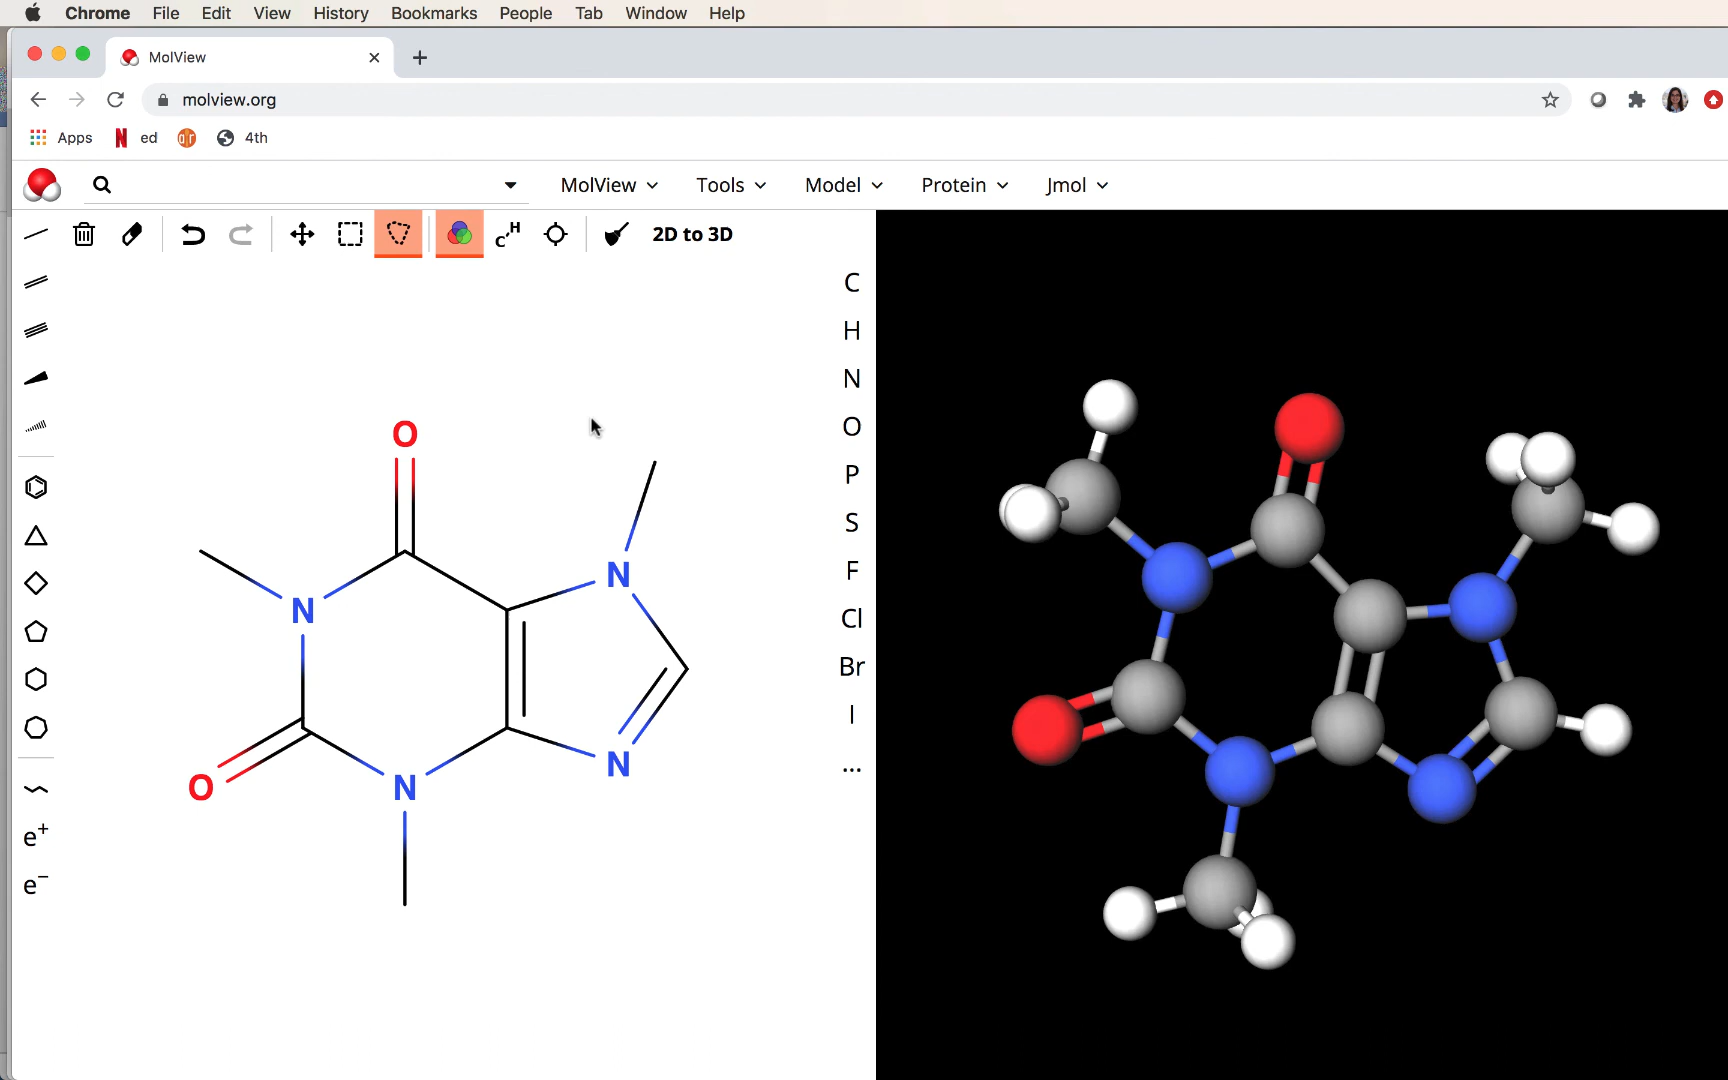 Chrome File Edit View History Bookmarks People Tab Window Help
MolView
molview.org
Apps ed 4th
MolView Tools Model Protein Jmol
C H 2D to 3D
C
H
N
O
P
S
F
Cl
Br
I
...
O
N
N
N
O
N
e+
e−